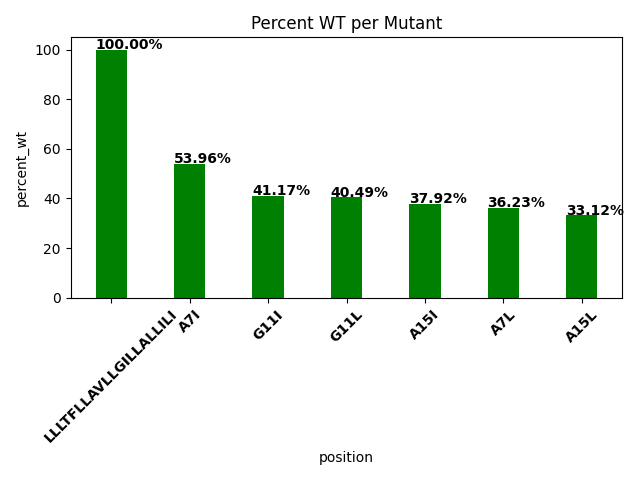 Percent WT per Mutant
percent_wt
100
80
60
40
20
0
100.00%
53.96%
41.17%
40.49%
37.92%
36.23%
33.12%
LLLTFLLAVLLGILLALLILI
A7I
G11I
G11L
A15I
A7L
A15L
position